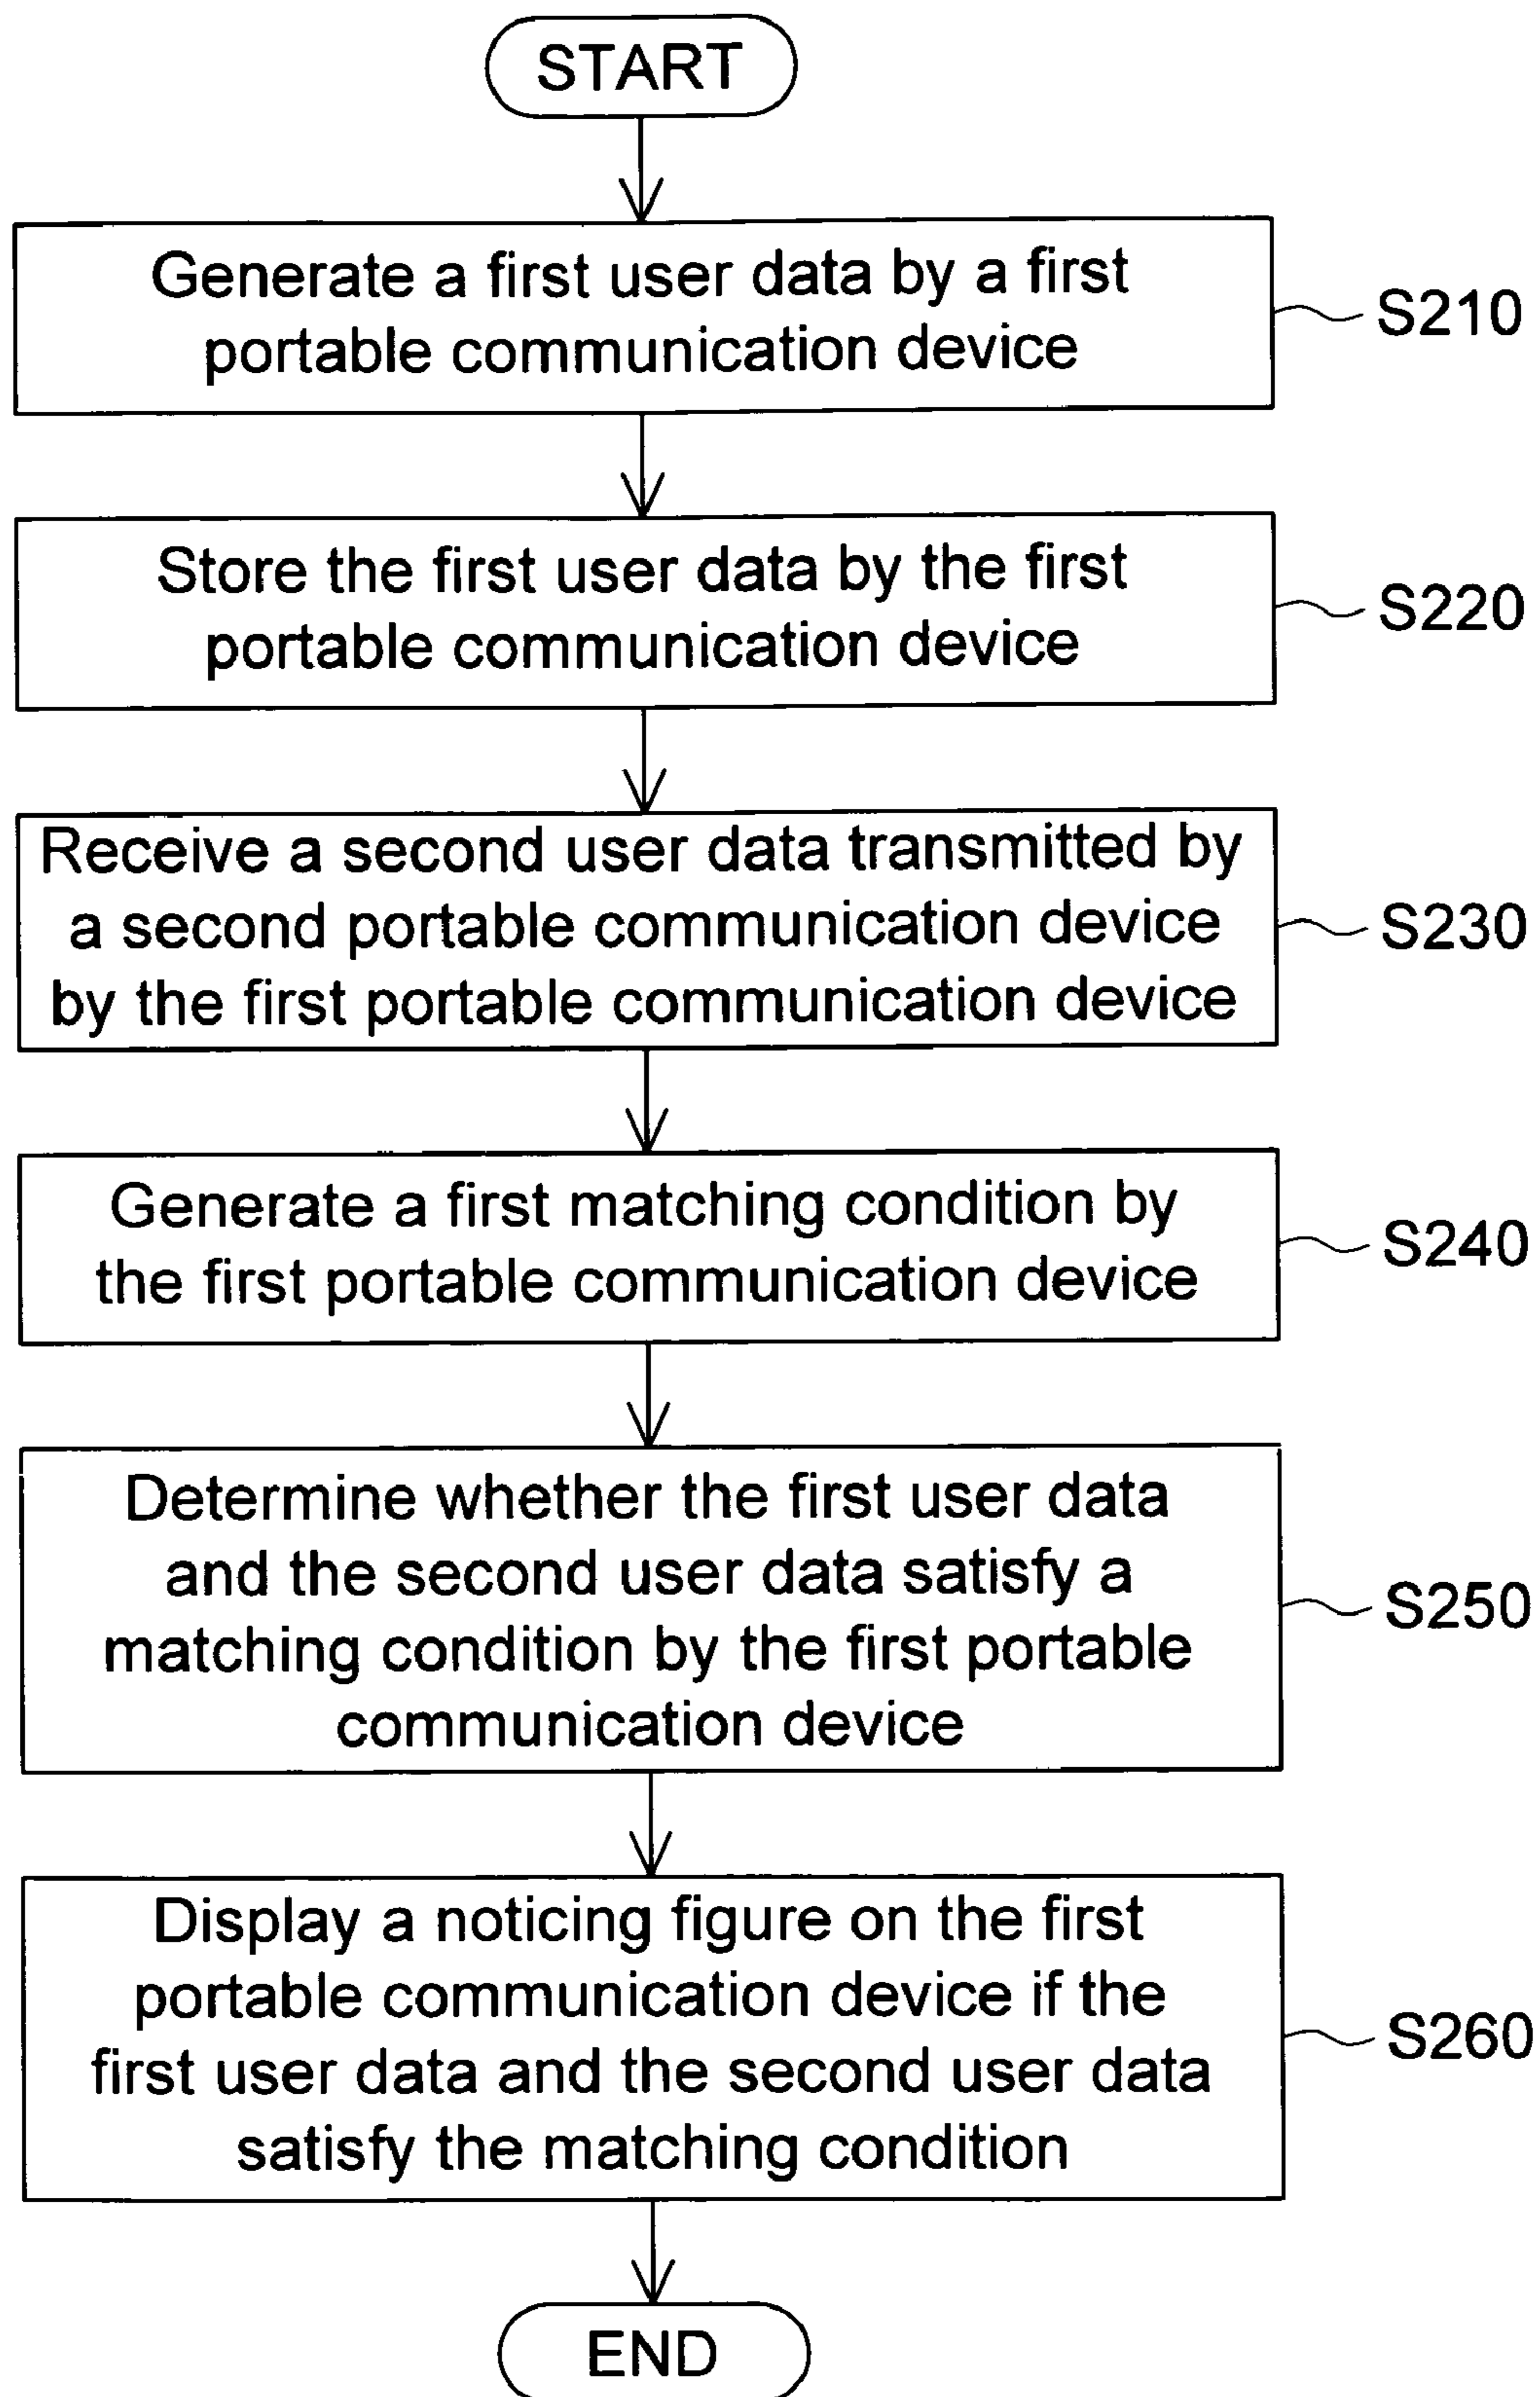 START
Generate a first user data by a first
portable communication device
S210
Store the first user data by the first
portable communication device
S220
Receive a second user data transmitted by
a second portable communication device
by the first portable communication device
S230
Generate a first matching condition by
the first portable communication device
S240
Determine whether the first user data
and the second user data satisfy a
matching condition by the first portable
communication device
S250
Display a noticing figure on the first
portable communication device if the
first user data and the second user data
satisfy the matching condition
S260
END